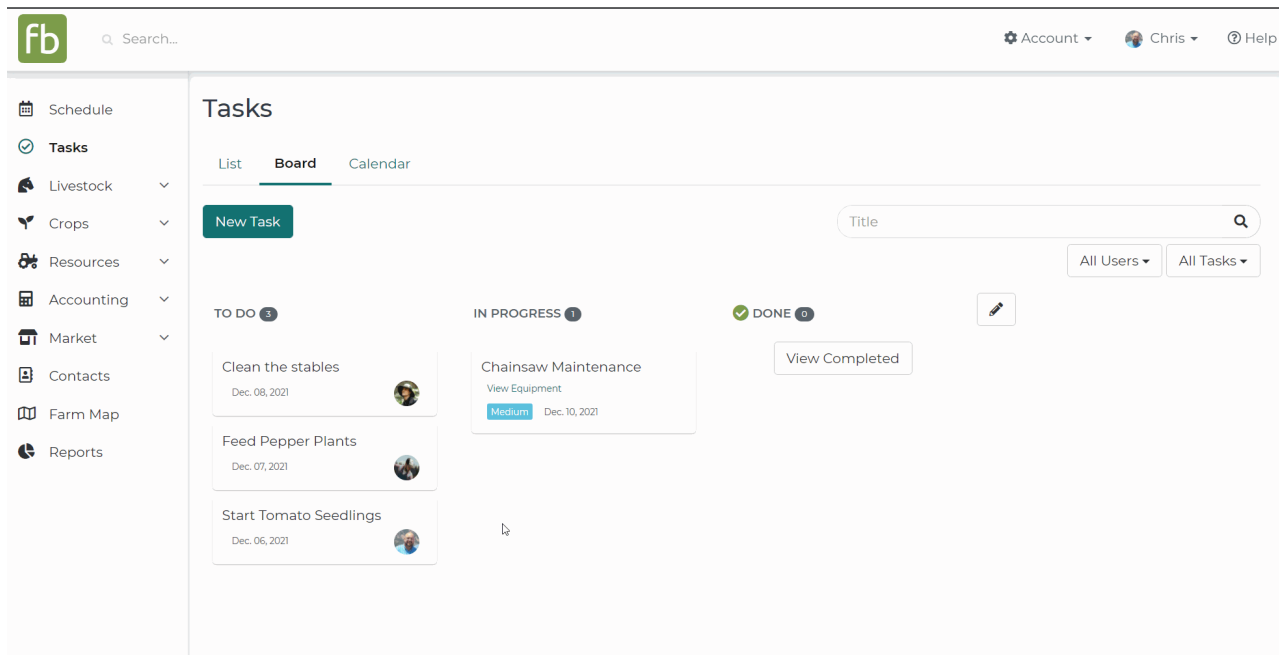 fb
Search...
Account
Chris
Help
Schedule
Tasks
Livestock
Crops
Resources
Accounting
Market
Contacts
Farm Map
Reports
Tasks
List Board Calendar
New Task
Title
All Users
All Tasks
TO DO 3
Clean the stables
Dec. 08, 2021
Feed Pepper Plants
Dec. 07, 2021
Start Tomato Seedlings
Dec. 06, 2021
IN PROGRESS 1
Chainsaw Maintenance
View Equipment
Medium Dec. 10, 2021
DONE 0
View Completed